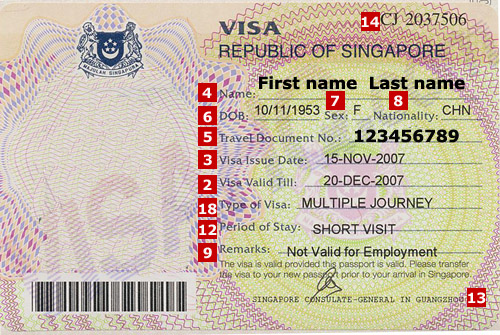 14 CJ 2037506
VISA
REPUBLIC OF SINGAPORE
MAJULAH SINGAPURA
First name Last name
4 Name:
7 8
6 DOB: 10/11/1953 Sex: F Nationality: CHN
5 Travel Document No.: 123456789
3 Visa Issue Date: 15-NOV-2007
2 Visa Valid Till: 20-DEC-2007
18 Type of Visa: MULTIPLE JOURNEY
12 Period of Stay: SHORT VISIT
9 Remarks: Not Valid for Employment
The visa is valid provided this passport is valid. Please transfer
the visa to your new passport prior to your arrival in Singapore.
SINGAPORE CONSULATE-GENERAL IN GUANGZHOU 13